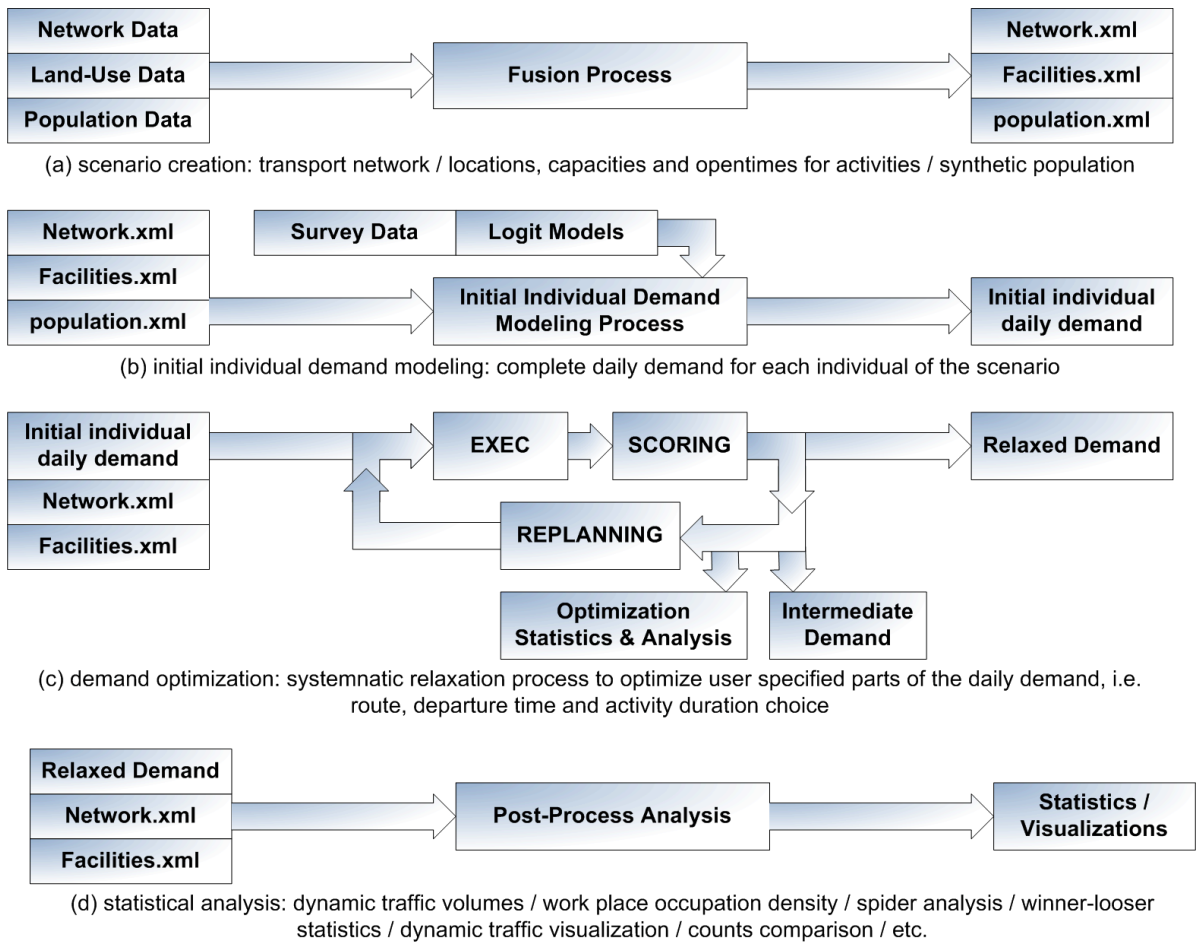 Network Data
Land-Use Data
Population Data
Fusion Process
Network.xml
Facilities.xml
population.xml
(a) scenario creation: transport network / locations, capacities and opentimes for activities / synthetic population
Network.xml
Facilities.xml
population.xml
Survey Data
Logit Models
Initial Individual Demand
Modeling Process
Initial individual
daily demand
(b) initial individual demand modeling: complete daily demand for each individual of the scenario
Initial individual
daily demand
Network.xml
Facilities.xml
EXEC
SCORING
Relaxed Demand
REPLANNING
Optimization
Statistics & Analysis
Intermediate
Demand
(c) demand optimization: systemnatic relaxation process to optimize user specified parts of the daily demand, i.e.
route, departure time and activity duration choice
Relaxed Demand
Network.xml
Facilities.xml
Post-Process Analysis
Statistics /
Visualizations
(d) statistical analysis: dynamic traffic volumes / work place occupation density / spider analysis / winner-looser
statistics / dynamic traffic visualization / counts comparison / etc.